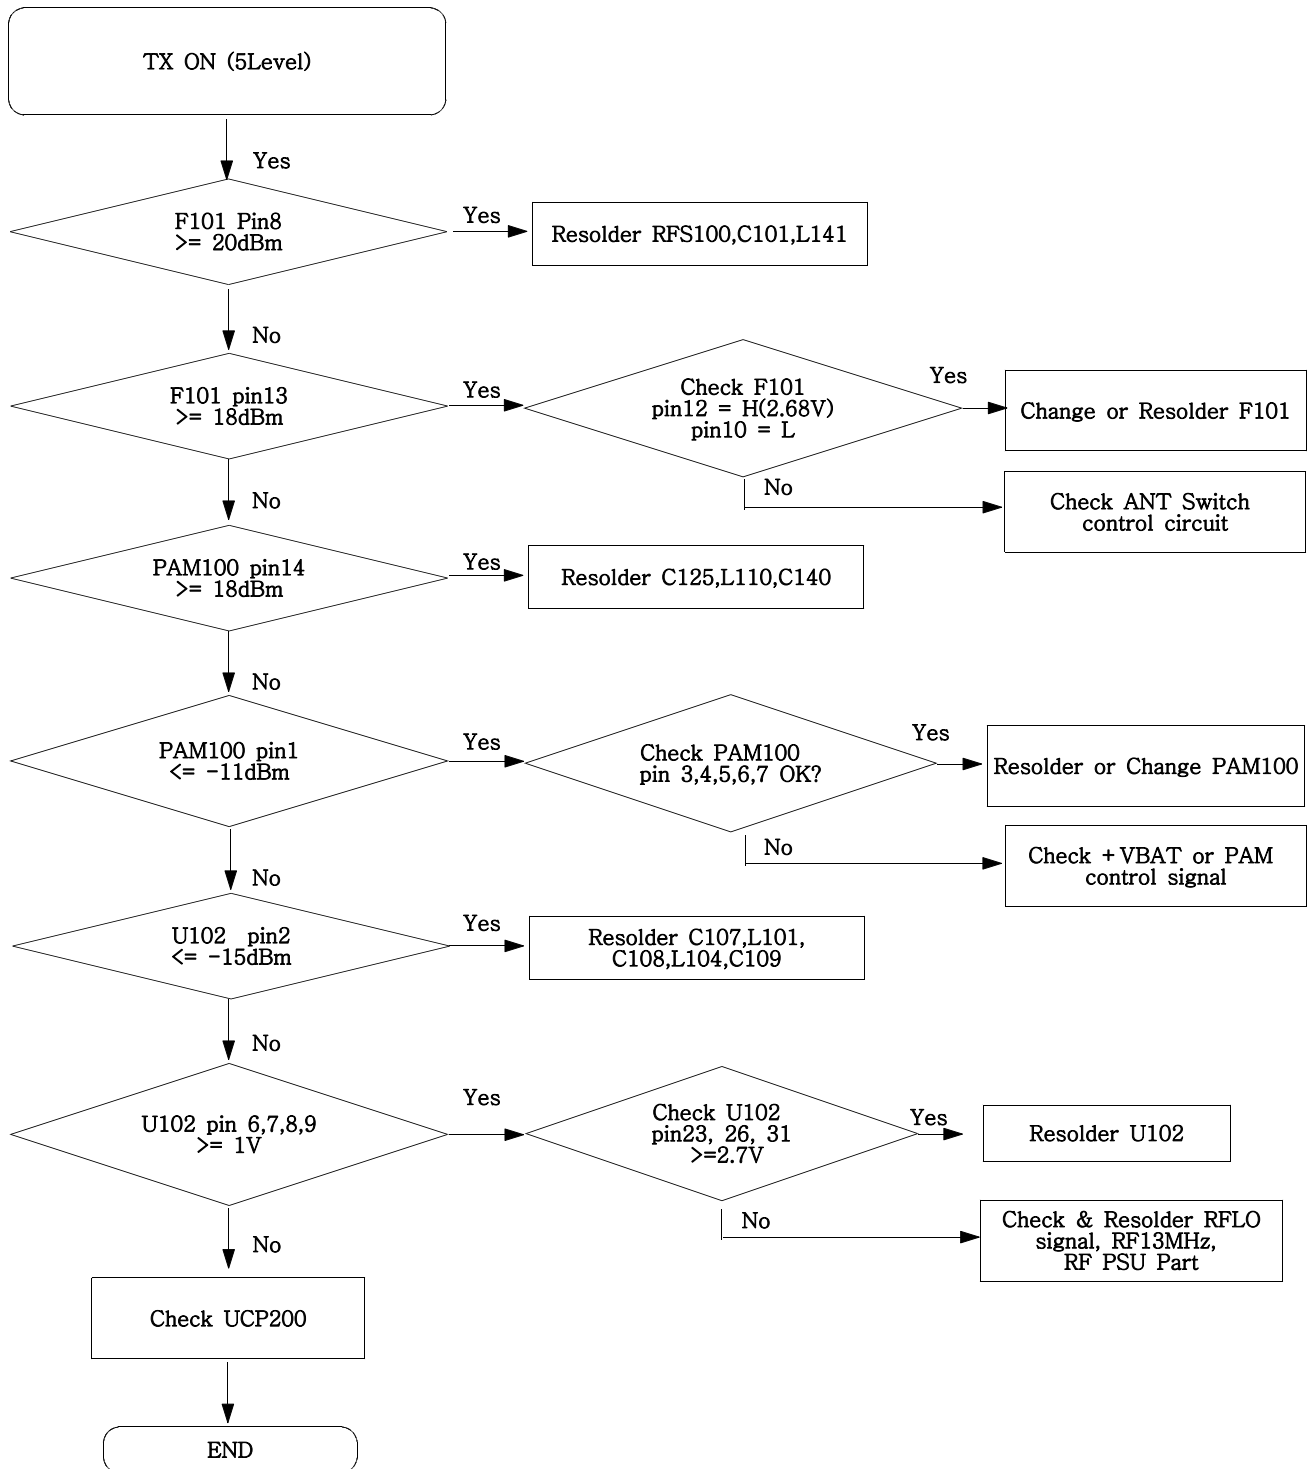 TX ON (5Level)
Yes
F101 Pin8
>= 20dBm
Yes
Resolder RFS100,C101,L141
No
F101 pin13
>= 18dBm
Yes
Check F101
pin12 = H(2.68V)
pin10 = L
Yes
Change or Resolder F101
No
Check ANT Switch
control circuit
No
PAM100 pin14
>= 18dBm
Yes
Resolder C125,L110,C140
No
PAM100 pin1
<= -11dBm
Yes
Check PAM100
pin 3,4,5,6,7 OK?
Yes
Resolder or Change PAM100
No
Check +VBAT or PAM
control signal
No
U102 pin2
<= -15dBm
Yes
Resolder C107,L101,
C108,L104,C109
No
U102 pin 6,7,8,9
>= 1V
Yes
Check U102
pin23, 26, 31
>=2.7V
Yes
Resolder U102
No
Check & Resolder RFLO
signal, RF13MHz,
RF PSU Part
No
Check UCP200
END